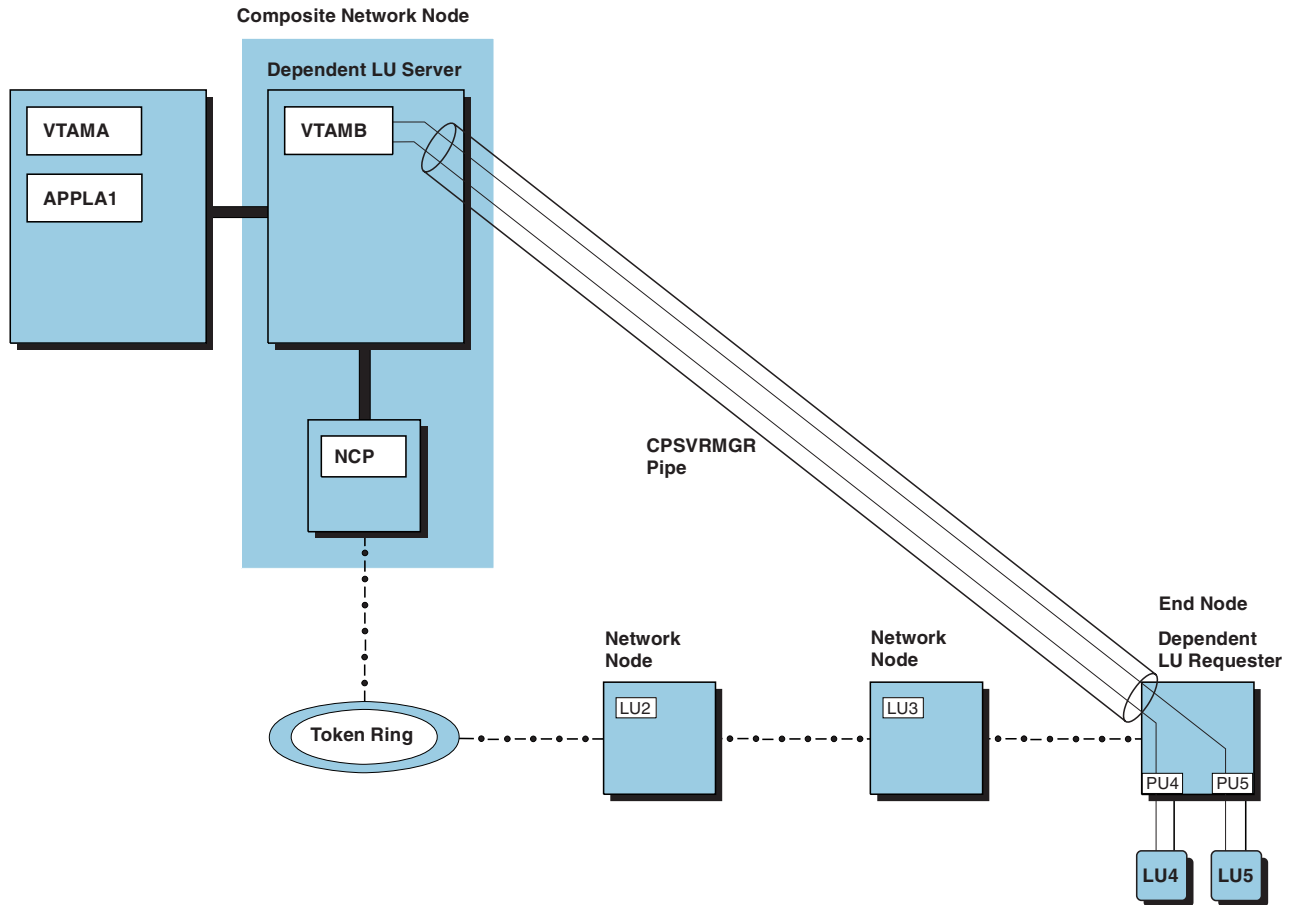 Composite Network Node
Dependent LU Server
VTAMA
APPLA1
VTAMB
NCP
CPSVRMGR
Pipe
Token Ring
Network
Node
LU2
Network
Node
LU3
End Node
Dependent
LU Requester
PU4
PU5
LU4
LU5